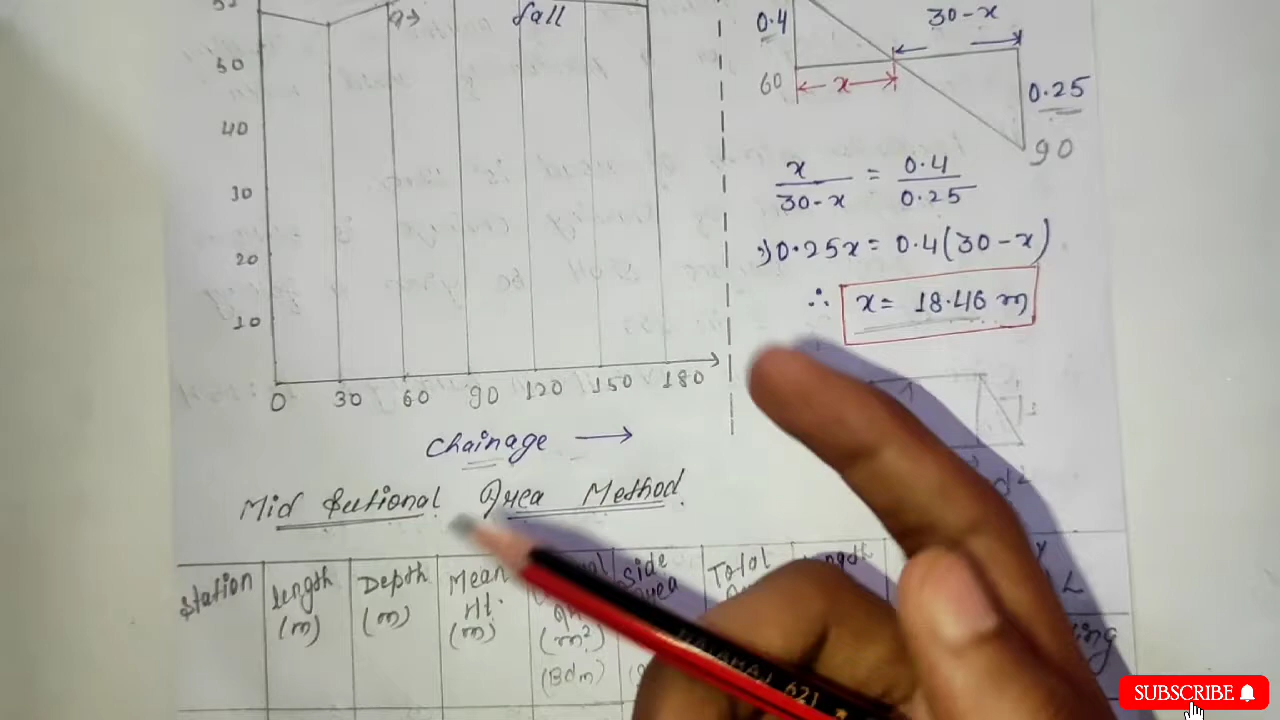 fall
50
40
30
20
10
0 30 60 90 120 150 180
Chainage
0.4
30-x
60
x
0.25
90
x/30-x = 0.4/0.25
0.25x = 0.4(30-x)
∴ x = 18.46 m
Mid Sectional Area Method.
Station
Length (m)
Depth (m)
Mean Ht. (m)
(m²) (Bdm)
Side
Total
SUBSCRIBE